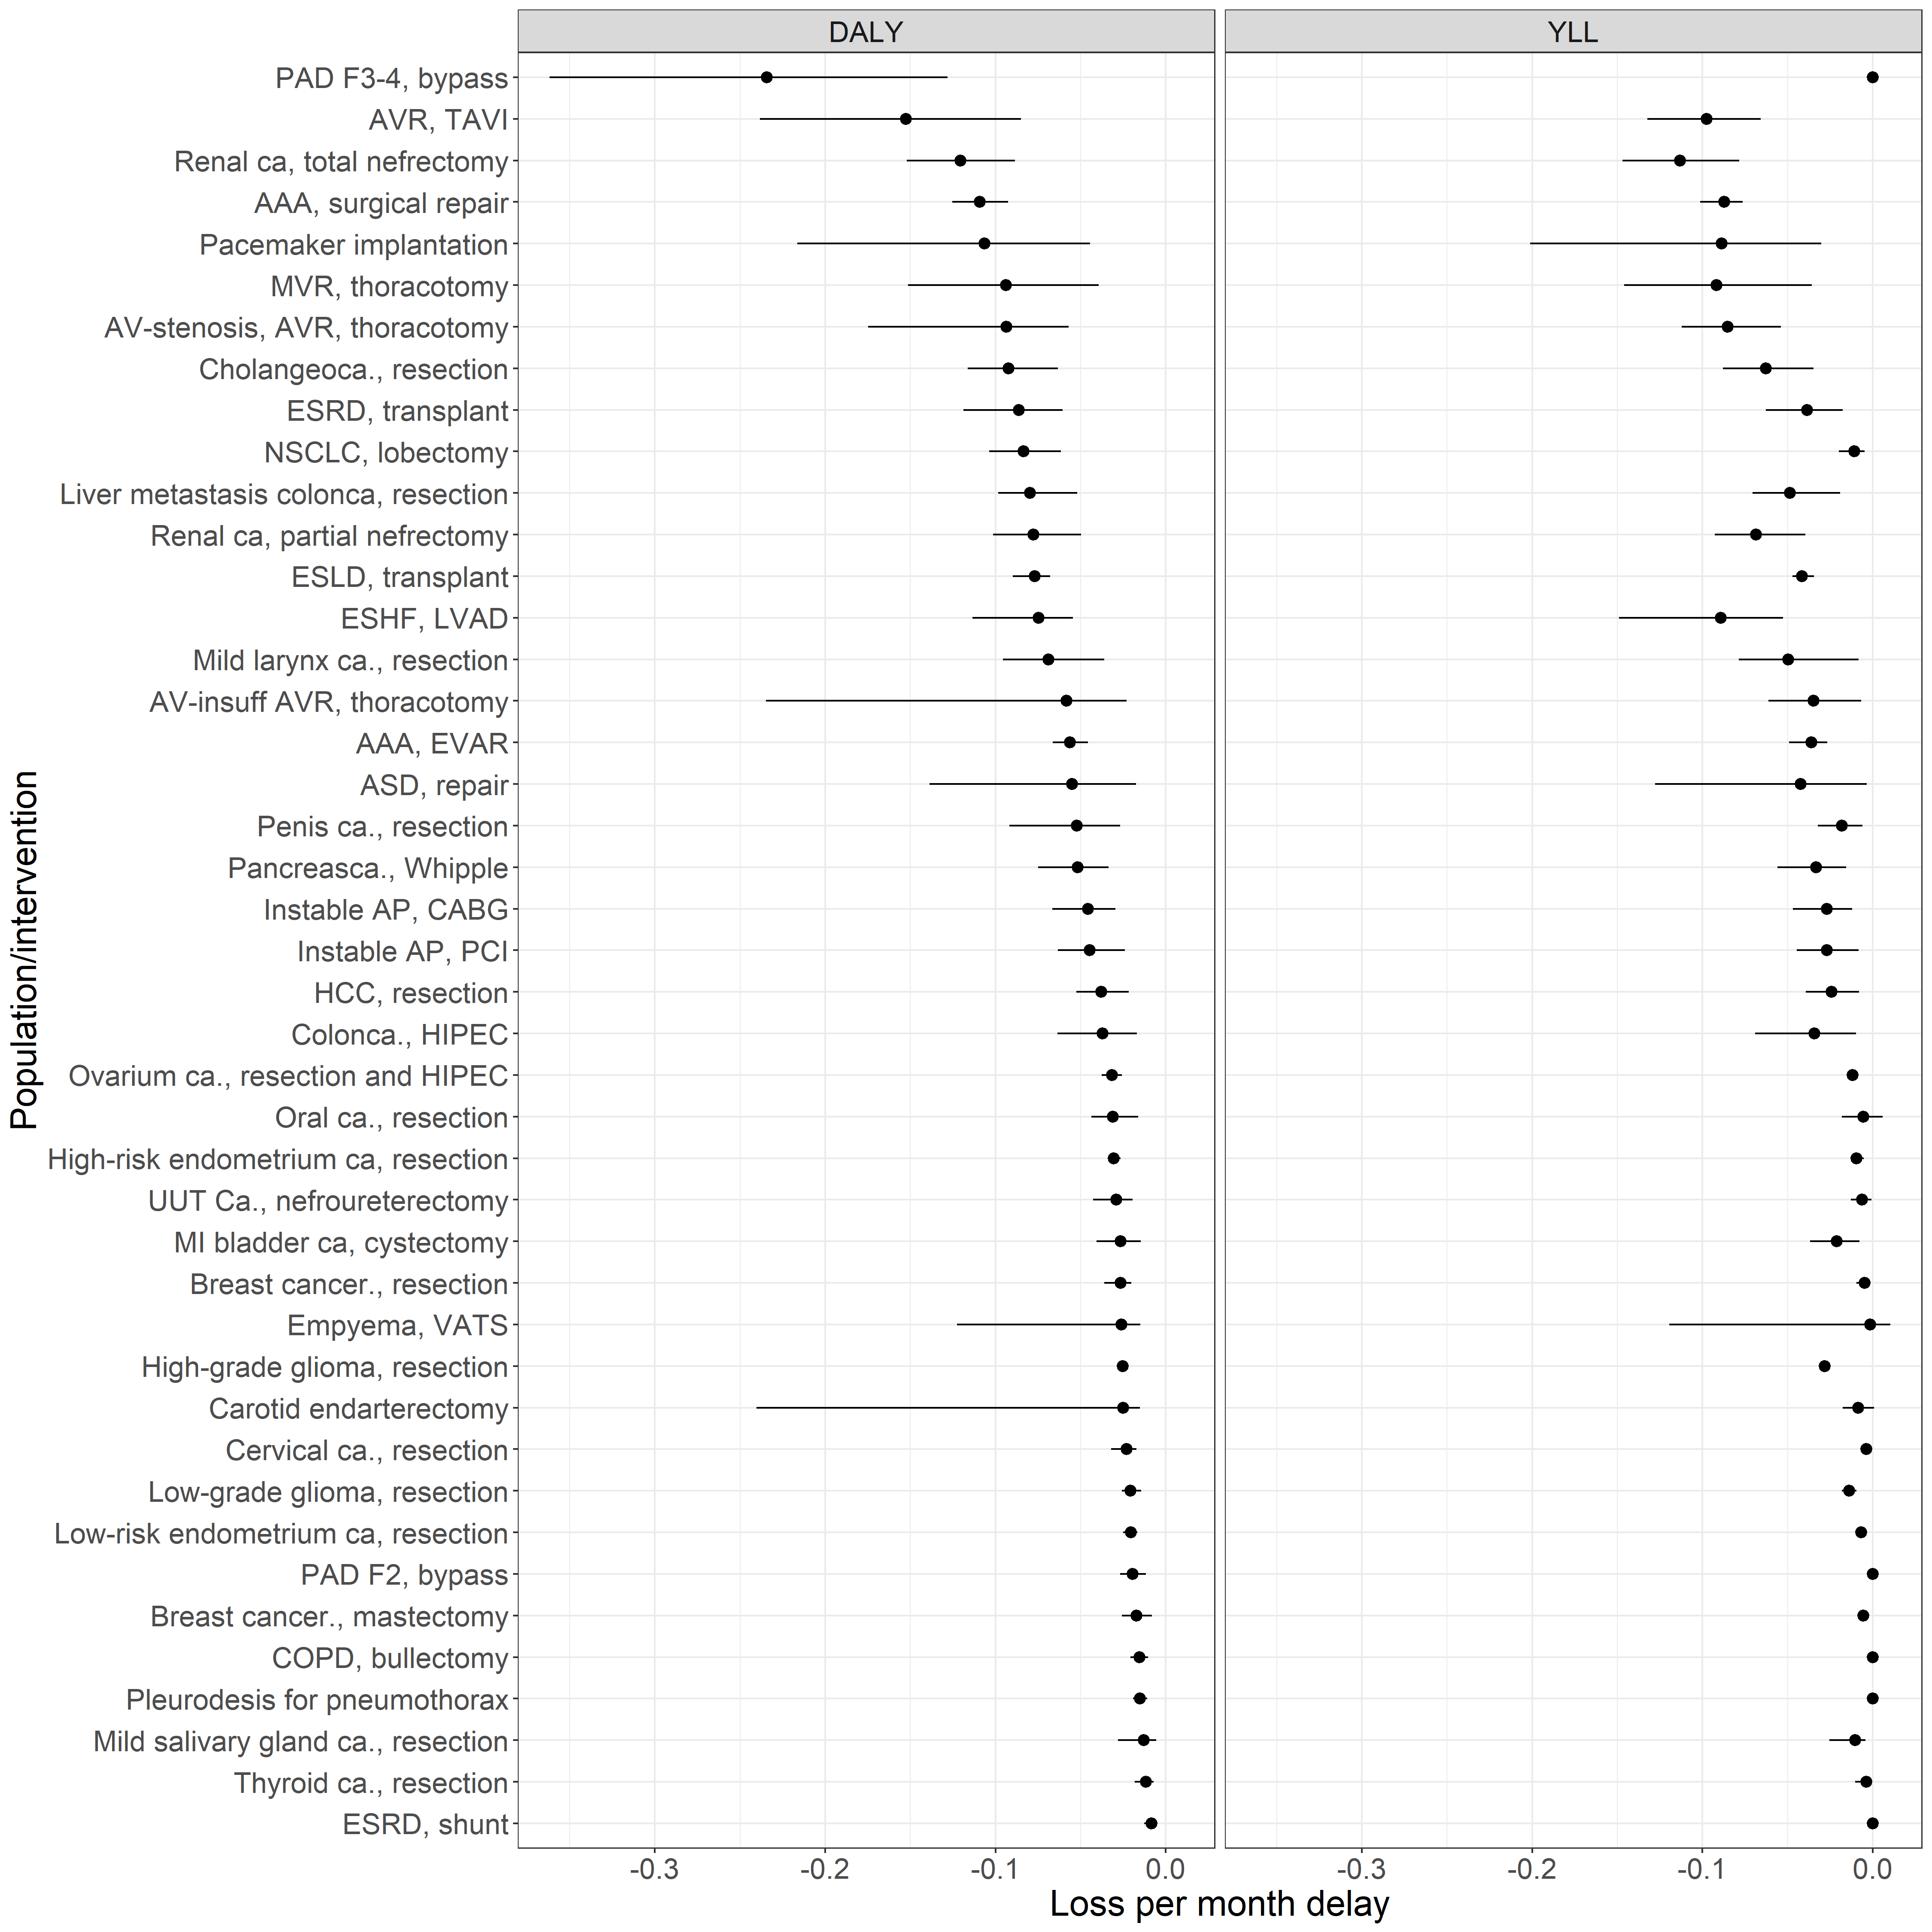 DALY
YLL
PAD F3-4, bypass
AVR, TAVI
Renal ca, total nefrectomy
AAA, surgical repair
Pacemaker implantation
MVR, thoracotomy
AV-stenosis, AVR, thoracotomy
Cholangeoca., resection
ESRD, transplant
NSCLC, lobectomy
Liver metastasis colonca, resection
Renal ca, partial nefrectomy
ESLD, transplant
ESHF, LVAD
Mild larynx ca., resection
AV-insuff AVR, thoracotomy
AAA, EVAR
ASD, repair
Penis ca., resection
Pancreasca., Whipple
Instable AP, CABG
Instable AP, PCI
HCC, resection
Colonca., HIPEC
Ovarium ca., resection and HIPEC
Oral ca., resection
High-risk endometrium ca, resection
UUT Ca., nefroureterectomy
MI bladder ca, cystectomy
Breast cancer., resection
Empyema, VATS
High-grade glioma, resection
Carotid endarterectomy
Cervical ca., resection
Low-grade glioma, resection
Low-risk endometrium ca, resection
PAD F2, bypass
Breast cancer., mastectomy
COPD, bullectomy
Pleurodesis for pneumothorax
Mild salivary gland ca., resection
Thyroid ca., resection
ESRD, shunt
Population/intervention
-0.3 -0.2 -0.1 0.0
-0.3 -0.2 -0.1 0.0
Loss per month delay